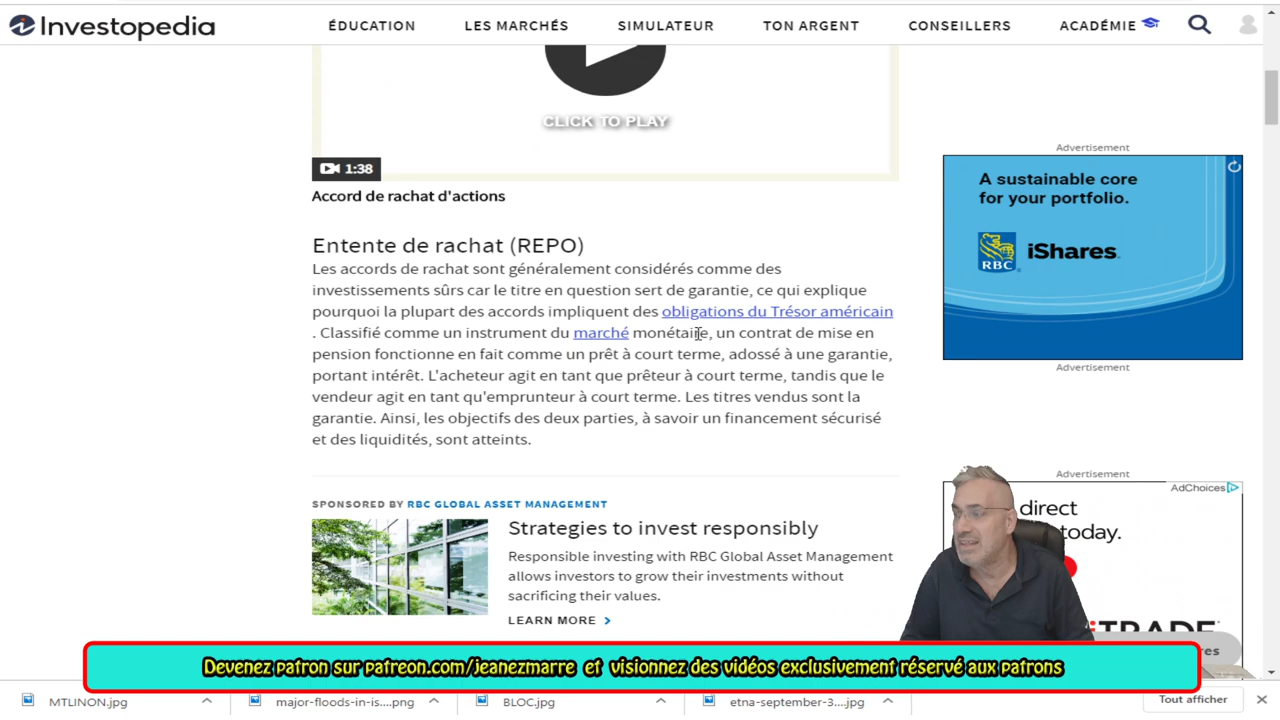 Investopedia
ÉDUCATION
LES MARCHÉS
SIMULATEUR
TON ARGENT
CONSEILLERS
ACADÉMIE
CLICK TO PLAY
1:38
Accord de rachat d'actions
Entente de rachat (REPO)
Les accords de rachat sont généralement considérés comme des
investissements sûrs car le titre en question sert de garantie, ce qui explique
pourquoi la plupart des accords impliquent des obligations du Trésor américain
. Classifié comme un instrument du marché monétaire, un contrat de mise en
pension fonctionne en fait comme un prêt à court terme, adossé à une garantie,
portant intérêt. L'acheteur agit en tant que prêteur à court terme, tandis que le
vendeur agit en tant qu'emprunteur à court terme. Les titres vendus sont la
garantie. Ainsi, les objectifs des deux parties, à savoir un financement sécurisé
et des liquidités, sont atteints.
SPONSORED BY RBC GLOBAL ASSET MANAGEMENT
Strategies to invest responsibly
Responsible investing with RBC Global Asset Management
allows investors to grow their investments without
sacrificing their values.
LEARN MORE
Advertisement
A sustainable core
for your portfolio.
RBC
iShares
Advertisement
Advertisement
AdChoices
direct
today.
iTRADE
Devenez patron sur patreon.com/jeanezmarre et visionnez des vidéos exclusivement réservé aux patrons
MTLINON.jpg
major-floods-in-is....png
BLOC.jpg
etna-september-3....jpg
Tout afficher